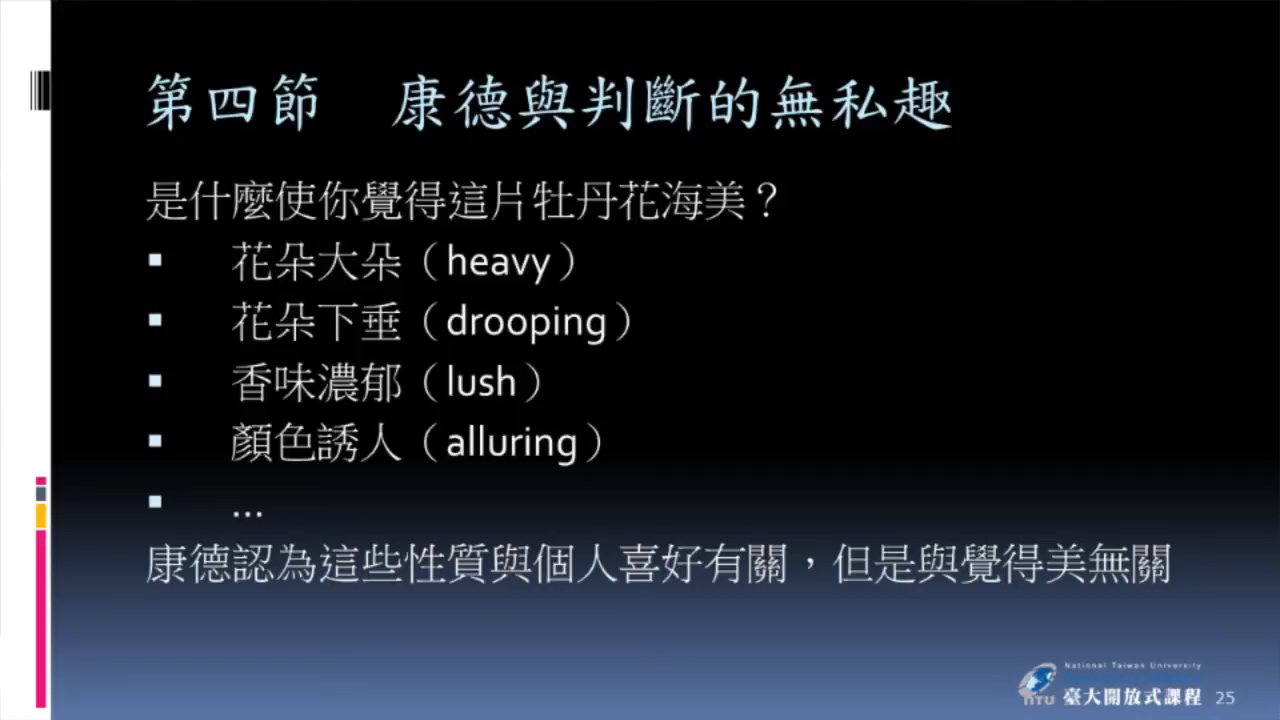 第四節　康德與判斷的無私趣
是什麼使你覺得這片牡丹花海美？
▪ 花朵大朵（heavy）
▪ 花朵下垂（drooping）
▪ 香味濃郁（lush）
▪ 顏色誘人（alluring）
▪ ...
康德認為這些性質與個人喜好有關，但是與覺得美無關
National Taiwan University
NTU 臺大開放式課程 25